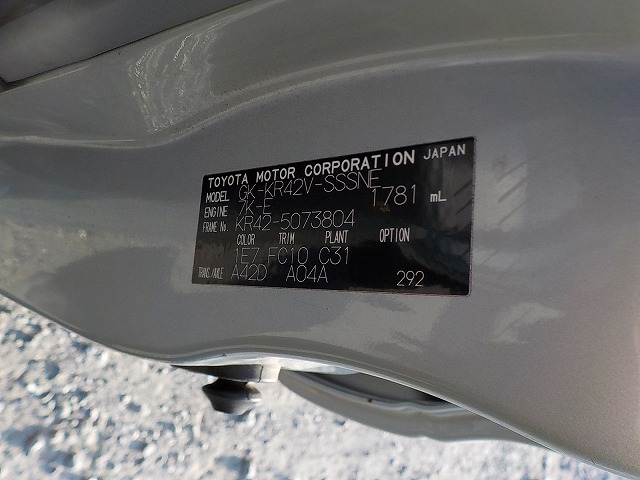 TOYOTA MOTOR CORPORATION JAPAN
MODEL GK-KR42V-SSSNE
ENGINE 7K-E 1781 mL
FRAME No. KR42-5073804
COLOR TRIM PLANT OPTION
1E7 FC10 C31
TRANS./AXLE A42D A04A 292